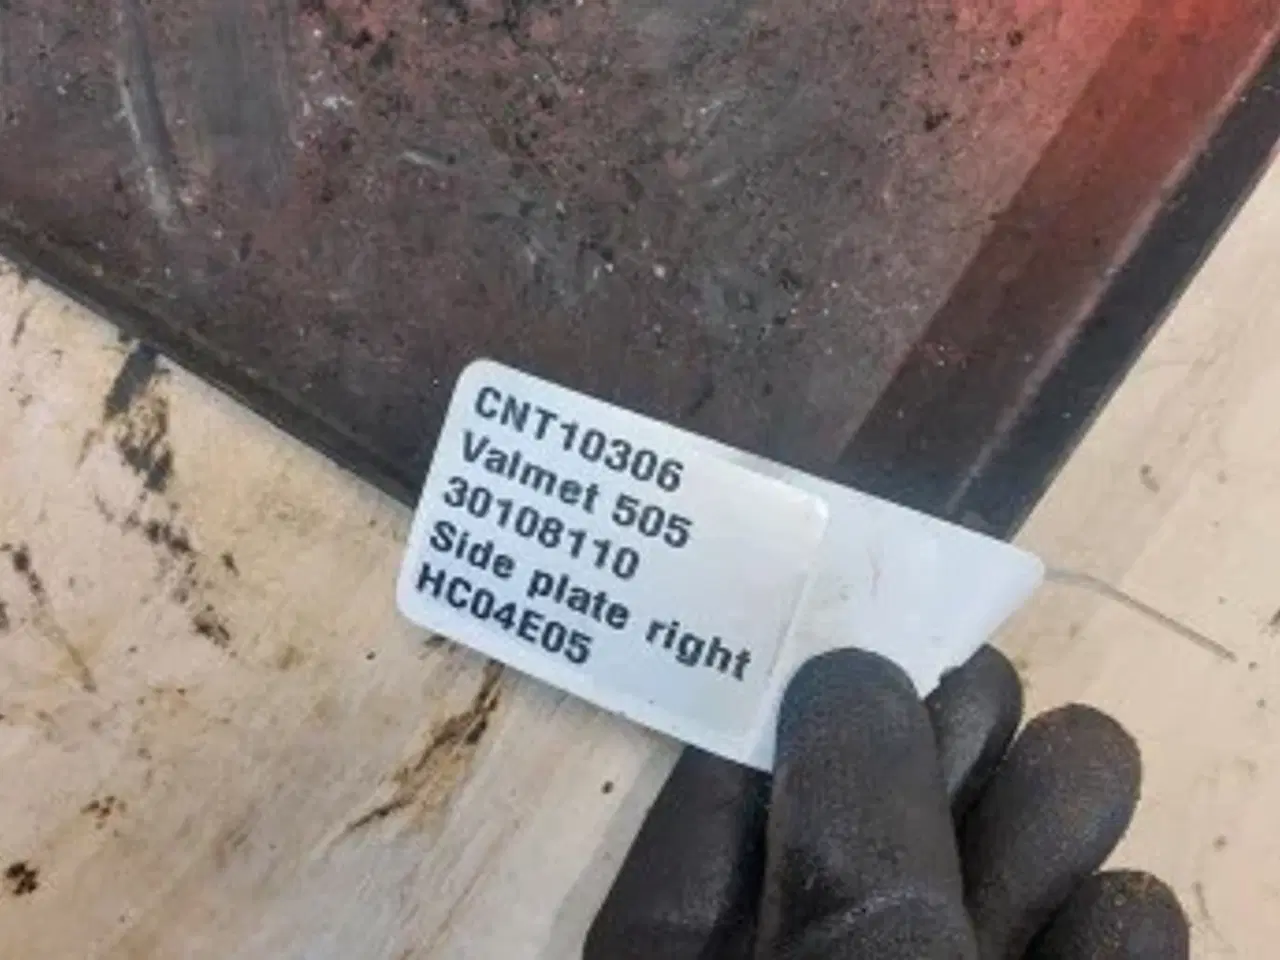 CNT10306
Valmet 505
30108110
Side plate right
HC04E05